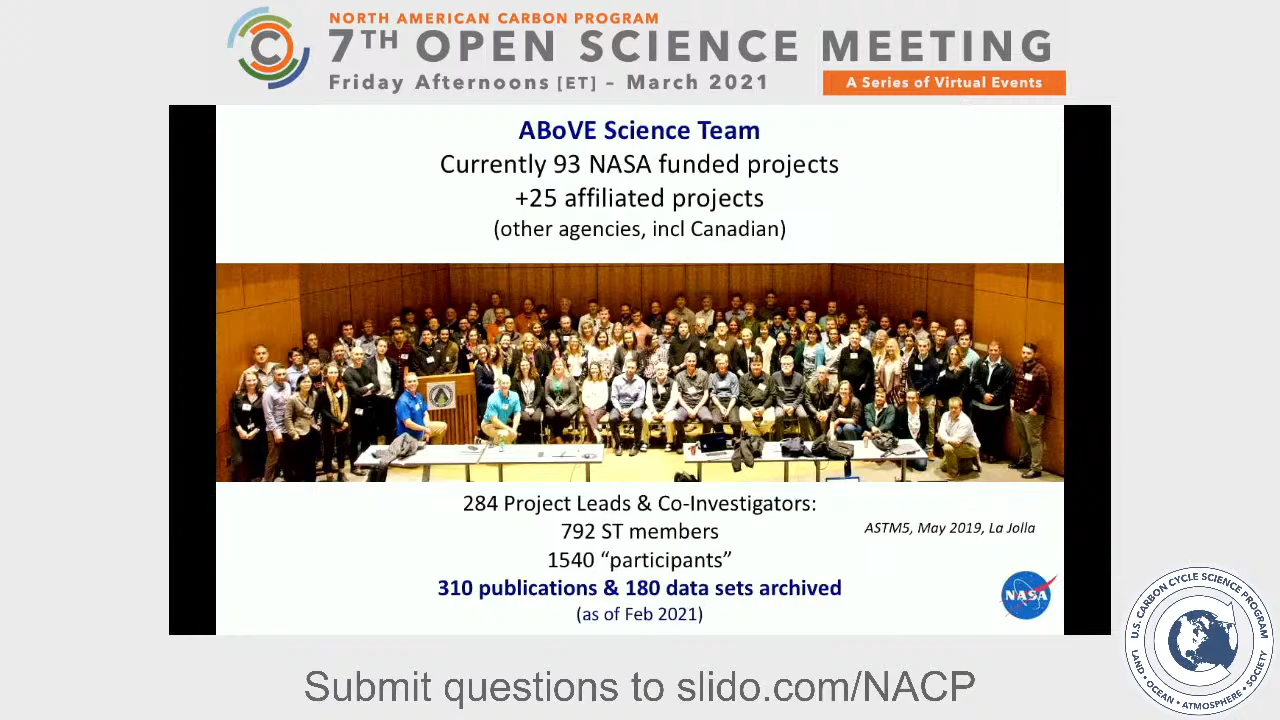 NORTH AMERICAN CARBON PROGRAM
7TH OPEN SCIENCE MEETING
Friday Afternoons [ET] – March 2021
A Series of Virtual Events
C
ABoVE Science Team
Currently 93 NASA funded projects
+25 affiliated projects
(other agencies, incl Canadian)
284 Project Leads & Co-Investigators:
792 ST members
ASTM5, May 2019, La Jolla
1540 “participants”
310 publications & 180 data sets archived
(as of Feb 2021)
NASA
U.S. CARBON CYCLE SCIENCE PROGRAM
LAND • OCEAN • ATMOSPHERE • SOCIETY
Submit questions to slido.com/NACP